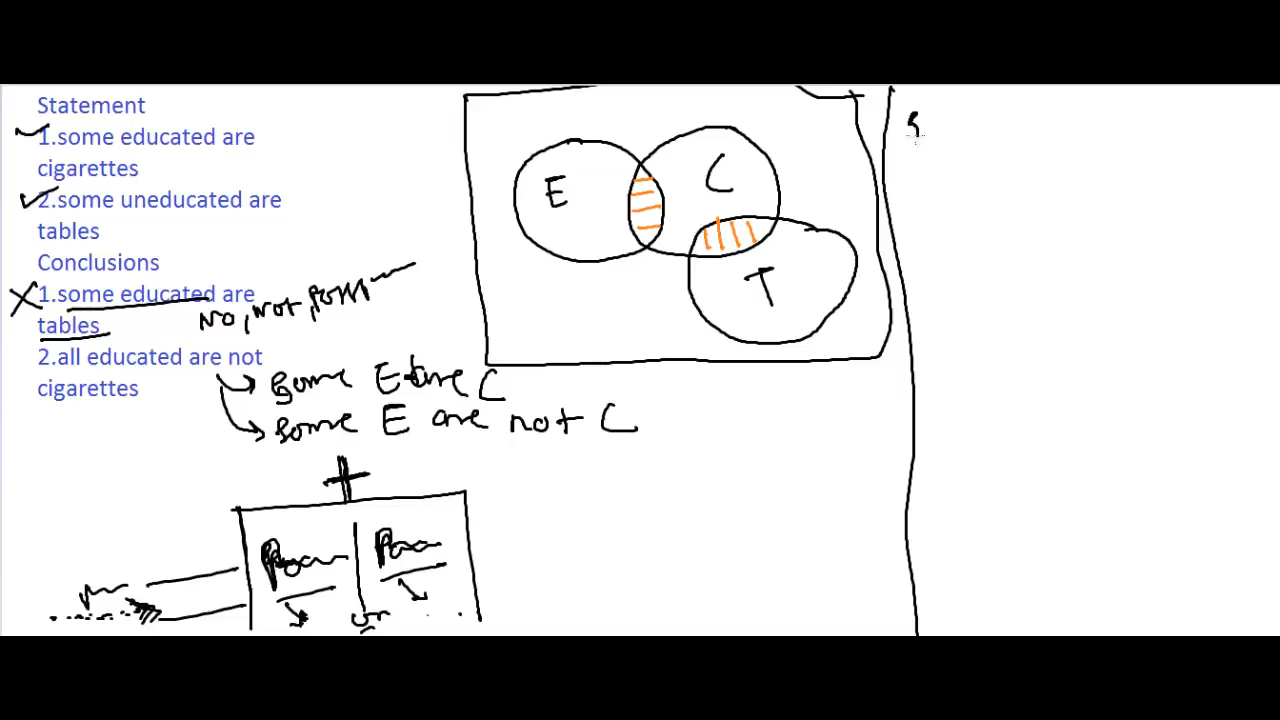 Statement
1.some educated are
cigarettes
2.some uneducated are
tables
Conclusions
1.some educated are
tables
No, not,
2.all educated are not
cigarettes
some E are C
some E are not C
E
C
T
or